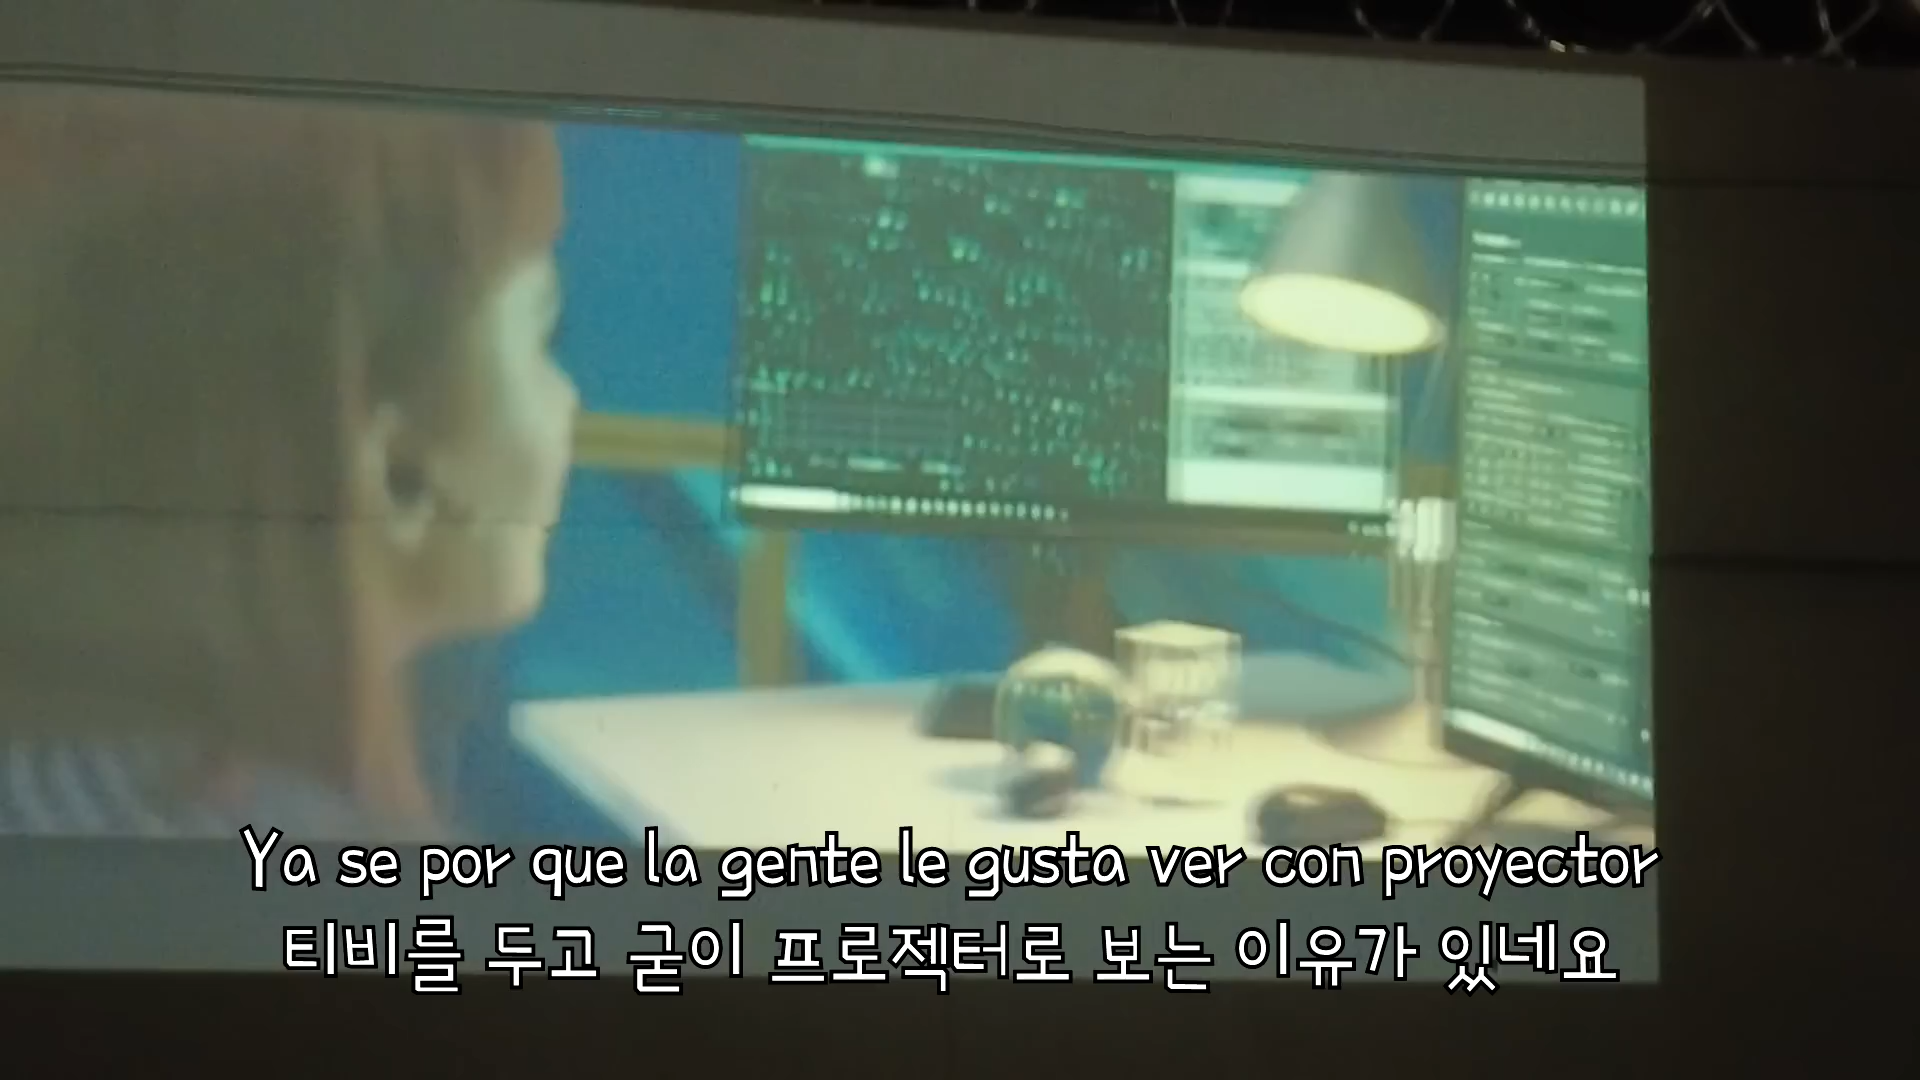 Ya se por que la gente le gusta ver con proyector
티비를 두고 굳이 프로젝터로 보는 이유가 있네요